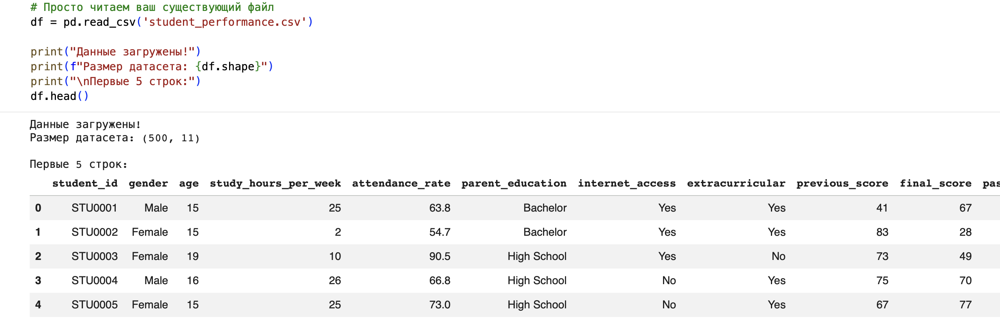 # Просто читаем ваш существующий файл
df = pd.read_csv('student_performance.csv')
print("Данные загружены!")
print(f"Размер датасета: {df.shape}")
print("\nПервые 5 строк:")
df.head()
Данные загружены!
Размер датасета: (500, 11)
Первые 5 строк:
student_id gender age study_hours_per_week attendance_rate parent_education internet_access extracurricular previous_score final_score pas
0 STU0001 Male 15 25 63.8 Bachelor Yes Yes 41 67
1 STU0002 Female 15 2 54.7 Bachelor Yes Yes 83 28
2 STU0003 Female 19 10 90.5 High School Yes No 73 49
3 STU0004 Male 16 26 66.8 High School No Yes 75 70
4 STU0005 Female 15 25 73.0 High School No Yes 67 77